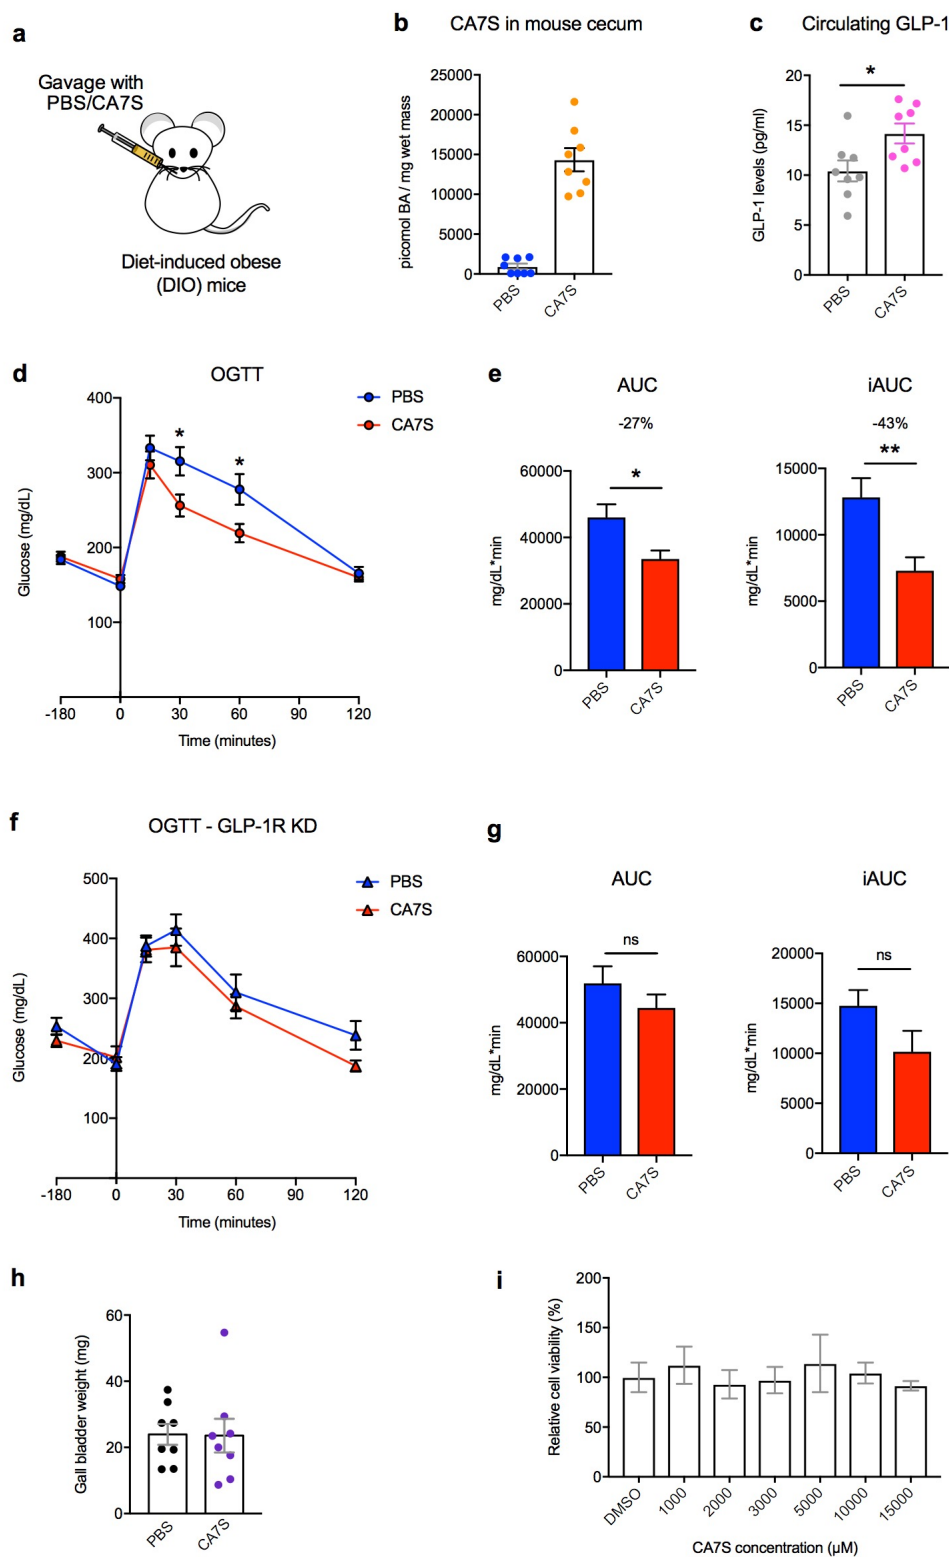 a
Gavage with
PBS/CA7S
Diet-induced obese
(DIO) mice
b
CA7S in mouse cecum
picomol BA / mg wet mass
25000
20000
15000
10000
5000
0
PBS
CA7S
c
Circulating GLP-1
GLP-1 levels (pg/ml)
20
15
10
5
0
*
PBS
CA7S
d
OGTT
Glucose (mg/dL)
400
300
200
100
*
*
PBS
CA7S
-180
0
30
60
90
120
Time (minutes)
e
AUC
-27%
*
mg/dL*min
60000
40000
20000
0
PBS
CA7S
iAUC
-43%
**
mg/dL*min
15000
10000
5000
0
PBS
CA7S
f
OGTT - GLP-1R KD
Glucose (mg/dL)
500
400
300
200
100
PBS
CA7S
-180
0
30
60
90
120
Time (minutes)
g
AUC
ns
mg/dL*min
60000
40000
20000
0
PBS
CA7S
iAUC
ns
mg/dL*min
20000
15000
10000
5000
0
PBS
CA7S
h
Gall bladder weight (mg)
60
40
20
0
PBS
CA7S
i
Relative cell viability (%)
200
150
100
50
0
DMSO
1000
2000
3000
5000
10000
15000
CA7S concentration (µM)